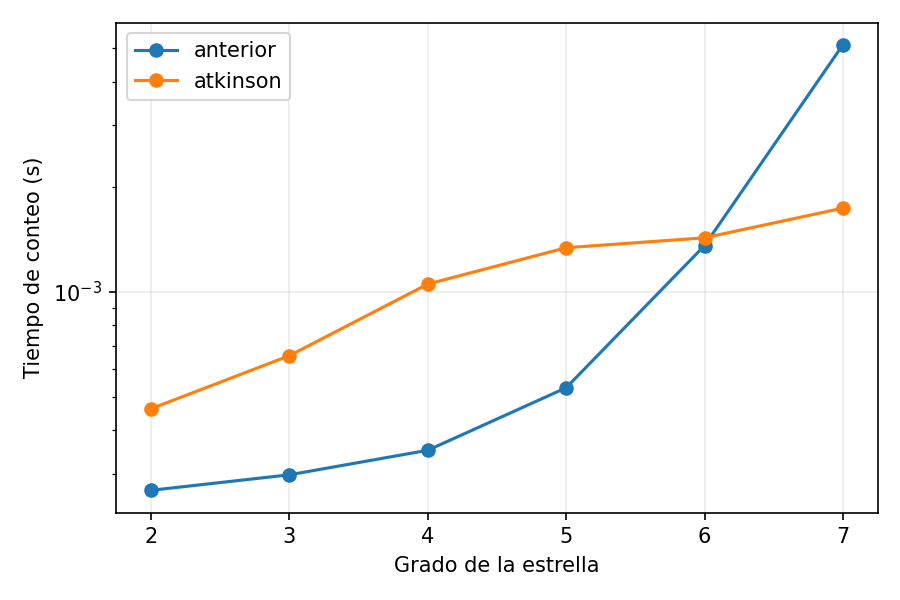 anterior
atkinson
Tiempo de conteo (s)
10⁻³
2 3 4 5 6 7
Grado de la estrella